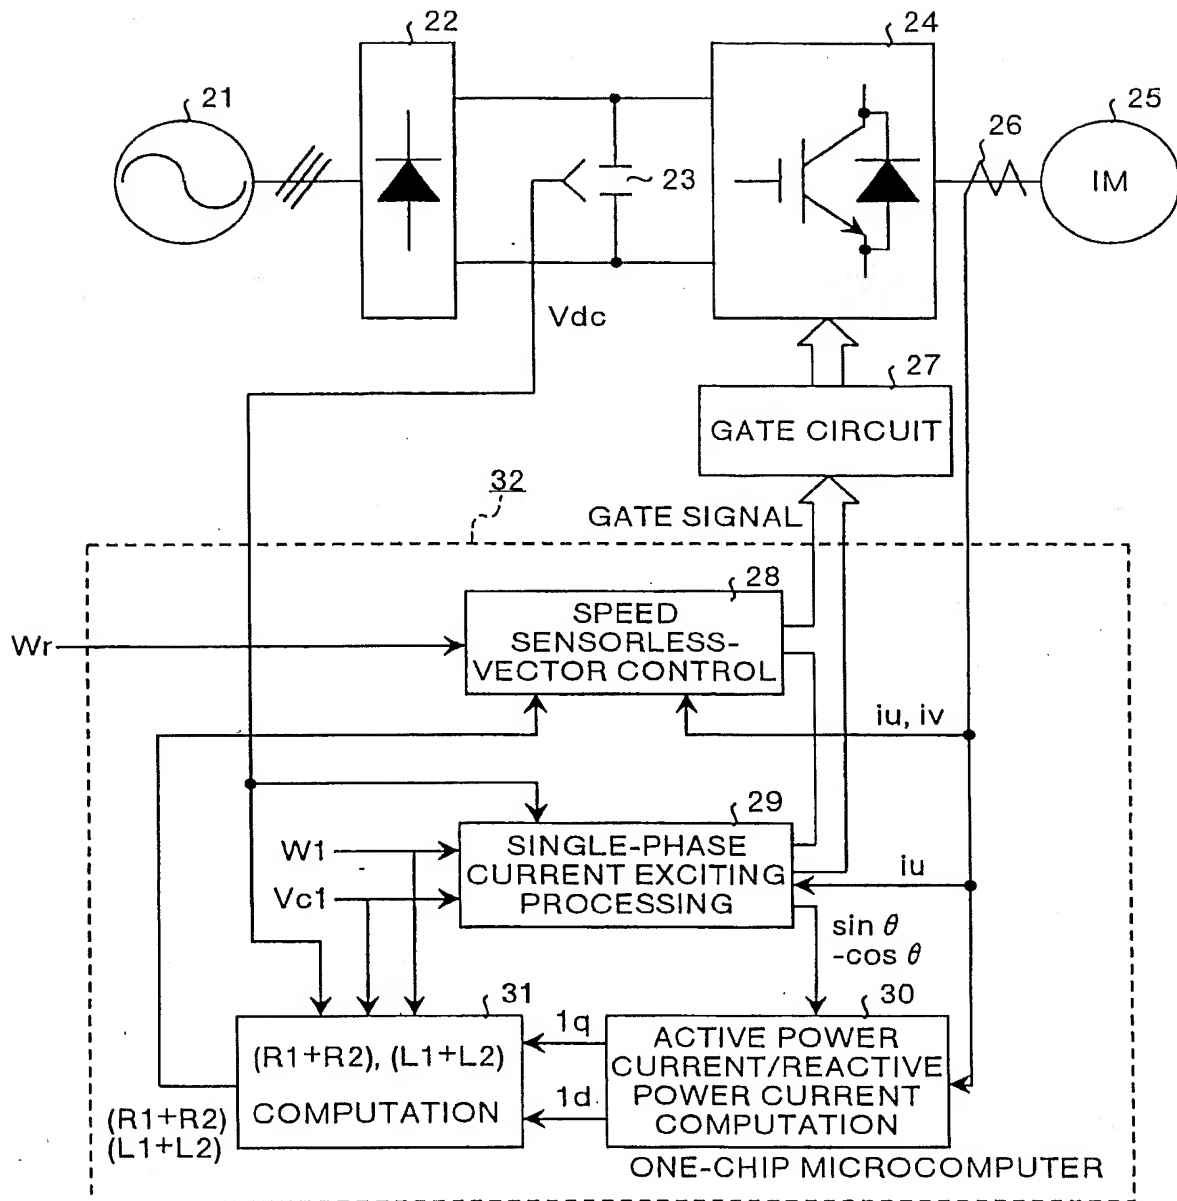 22
24
21
25
26
23
IM
Vdc
27
GATE CIRCUIT
32
GATE SIGNAL
28
SPEED
SENSORLESS-
VECTOR CONTROL
Wr
iu, iv
29
W1
SINGLE-PHASE
CURRENT EXCITING
PROCESSING
Vc1
iu
sin θ
-cos θ
31
30
(R1+R2), (L1+L2)
COMPUTATION
1q
1d
ACTIVE POWER
CURRENT/REACTIVE
POWER CURRENT
COMPUTATION
(R1+R2)
(L1+L2)
ONE-CHIP MICROCOMPUTER